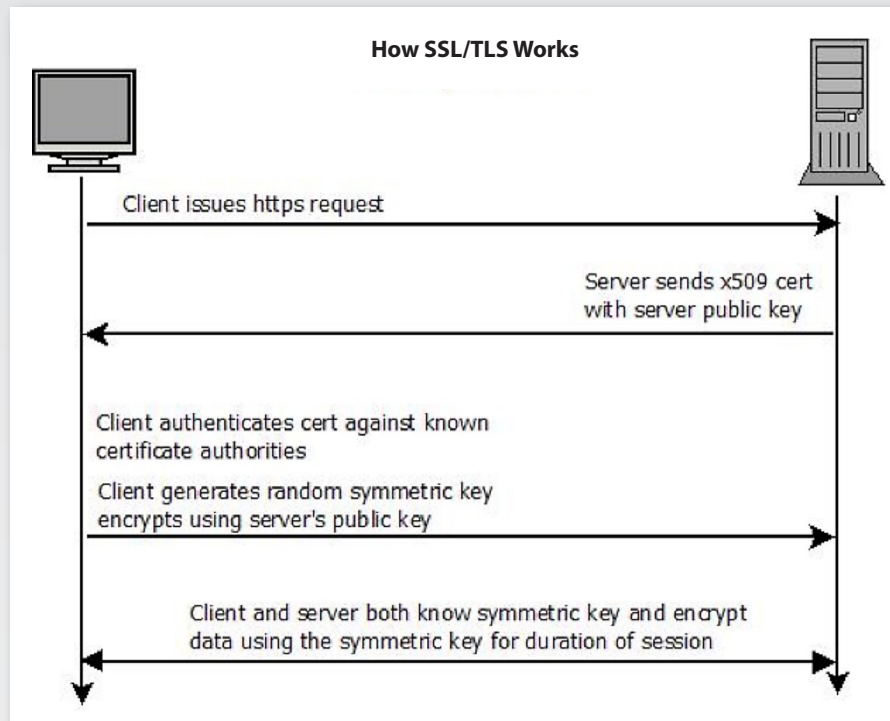 How SSL/TLS Works
Client issues https request
Server sends x509 cert
with server public key
Client authenticates cert against known
certificate authorities
Client generates random symmetric key
encrypts using server's public key
Client and server both know symmetric key and encrypt
data using the symmetric key for duration of session